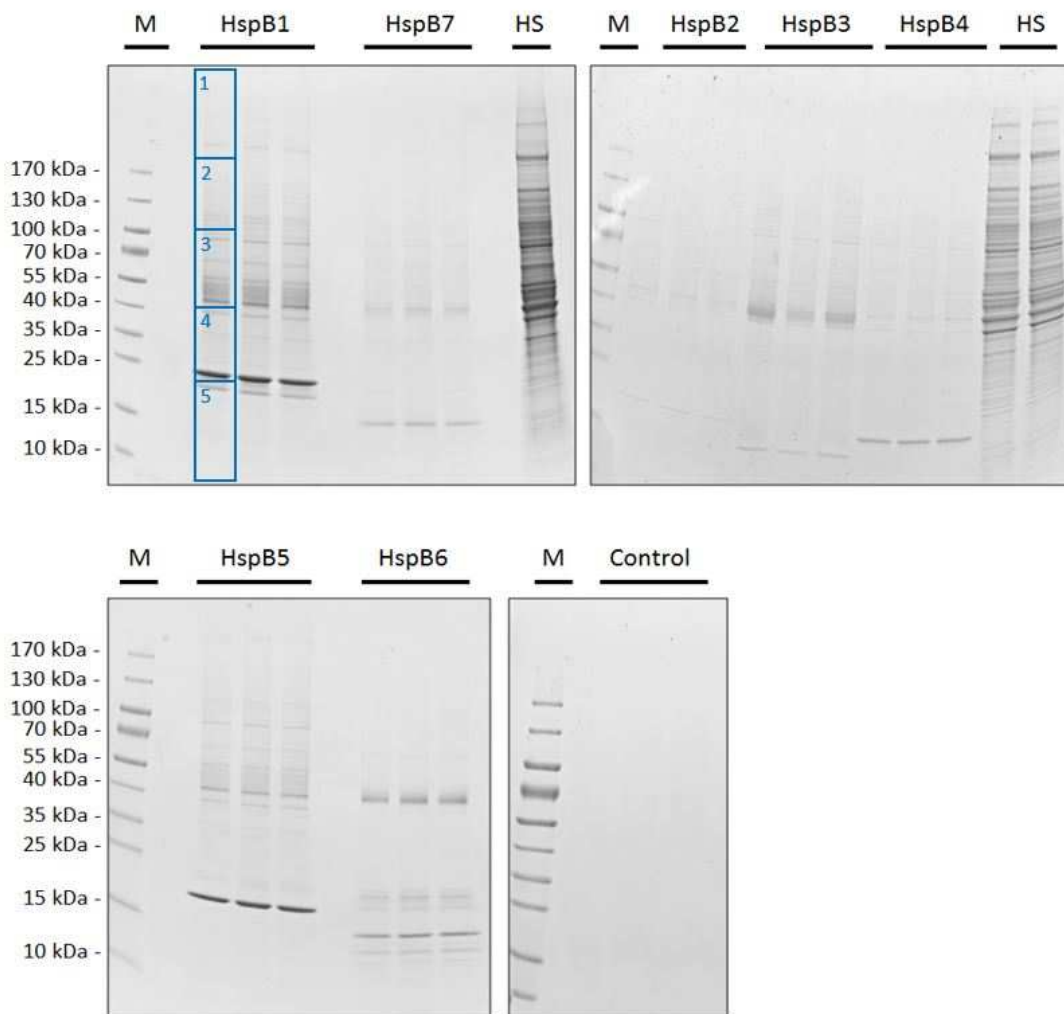 M HspB1 HspB7 HS
M HspB2 HspB3 HspB4 HS
170 kDa -
130 kDa -
100 kDa -
70 kDa -
55 kDa -
40 kDa -
35 kDa -
25 kDa -
15 kDa -
10 kDa -
1
2
3
4
5
M HspB5 HspB6
M Control
170 kDa -
130 kDa -
100 kDa -
70 kDa -
55 kDa -
40 kDa -
35 kDa -
25 kDa -
15 kDa -
10 kDa -